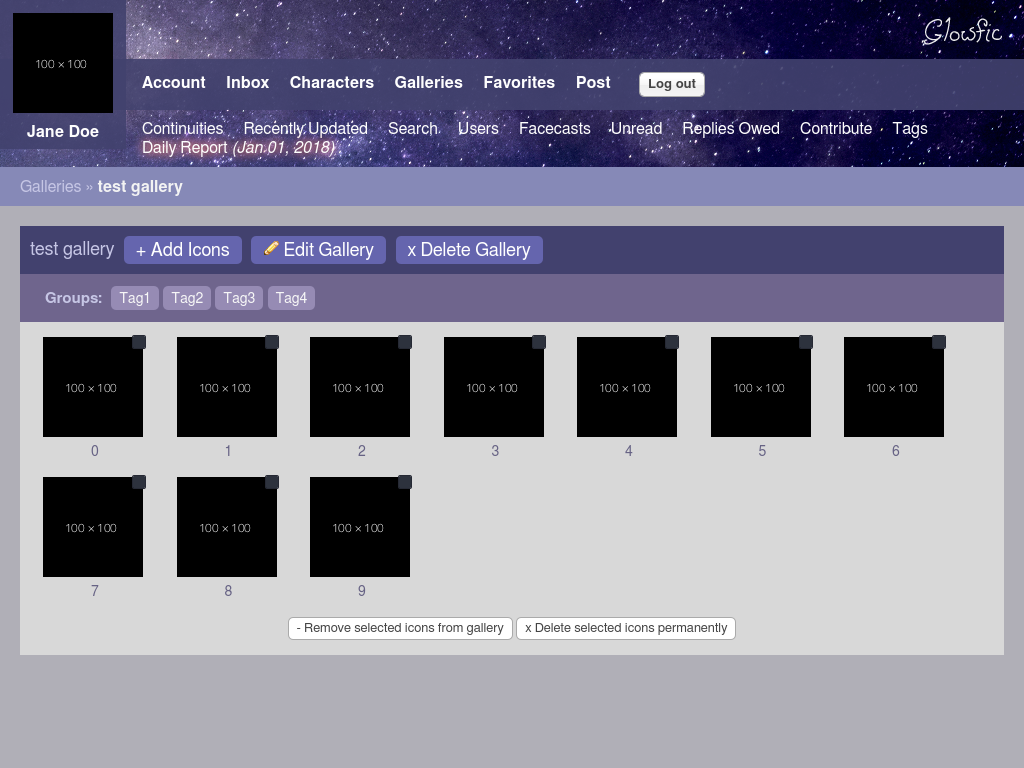 100 × 100
Glowfic
Account Inbox Characters Galleries Favorites Post Log out
Jane Doe
Continuities Recently Updated Search Users Facecasts Unread Replies Owed Contribute Tags
Daily Report (Jan 01, 2018)
Galleries » test gallery
test gallery + Add Icons Edit Gallery x Delete Gallery
Groups: Tag1 Tag2 Tag3 Tag4
100 × 100 100 × 100 100 × 100 100 × 100 100 × 100 100 × 100 100 × 100
0 1 2 3 4 5 6
100 × 100 100 × 100 100 × 100
7 8 9
- Remove selected icons from gallery x Delete selected icons permanently